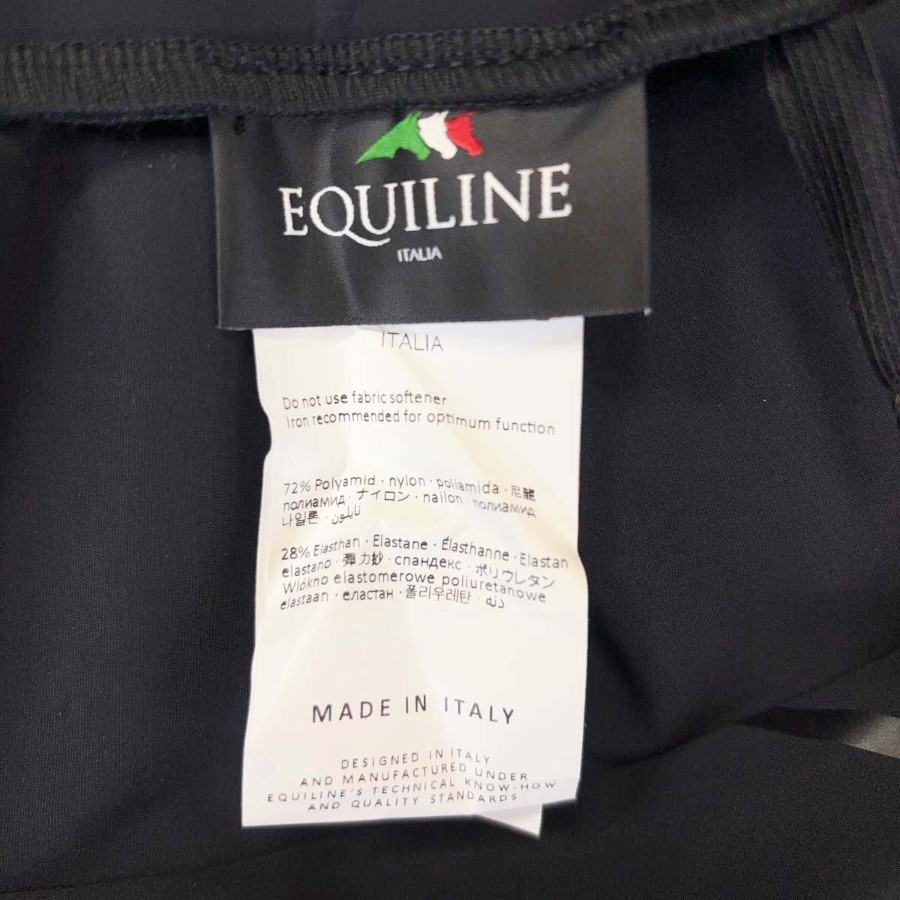 EQUILINE
ITALIA
ITALIA
Do not use fabric softener
Iron recommended for optimum function
72% Polyamid · nylon · poliamida · 尼龍
полиамид · ナイロン · nailon · полиамид
나일론 · نايلون
28% Elasthan · Elastane · Élasthanne · Elastan
elastano · 彈力紗 · спандекс · ポリウレタン
Włókno elastomerowe poliuretanowe
elastaan · еластан · 폴리우레탄 · دنه
MADE IN ITALY
DESIGNED IN ITALY
AND MANUFACTURED UNDER
EQUILINE'S TECHNICAL KNOW-HOW
AND QUALITY STANDARDS